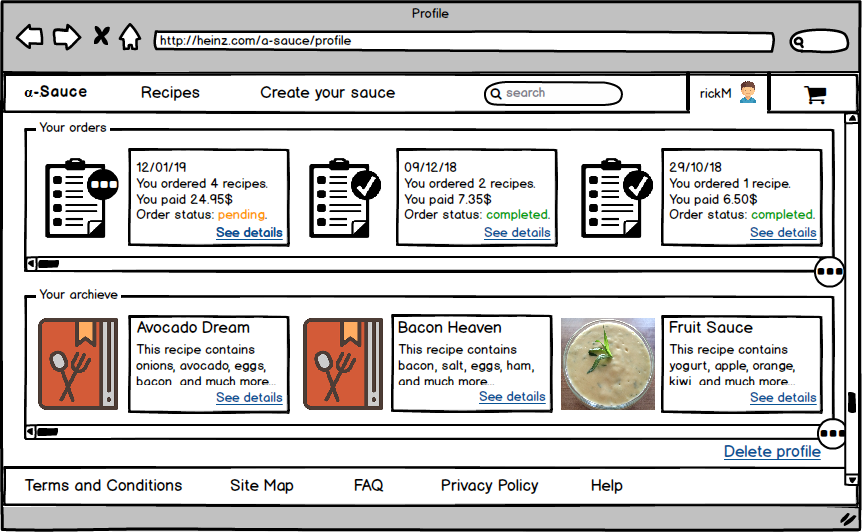 Profile
http://heinz.com/α-sauce/profile
α-Sauce Recipes Create your sauce search rickM
Your orders
12/01/19
You ordered 4 recipes.
You paid 24.95$
Order status: pending.
See details
09/12/18
You ordered 2 recipes.
You paid 7.35$
Order status: completed.
See details
29/10/18
You ordered 1 recipe.
You paid 6.50$
Order status: completed.
See details
Your archieve
Avocado Dream
This recipe contains
onions, avocado, eggs,
bacon, and much more...
See details
Bacon Heaven
This recipe contains
bacon, salt, eggs, ham,
and much more...
See details
Fruit Sauce
This recipe contains
yogurt, apple, orange,
kiwi, and much more...
See details
Delete profile
Terms and Conditions Site Map FAQ Privacy Policy Help